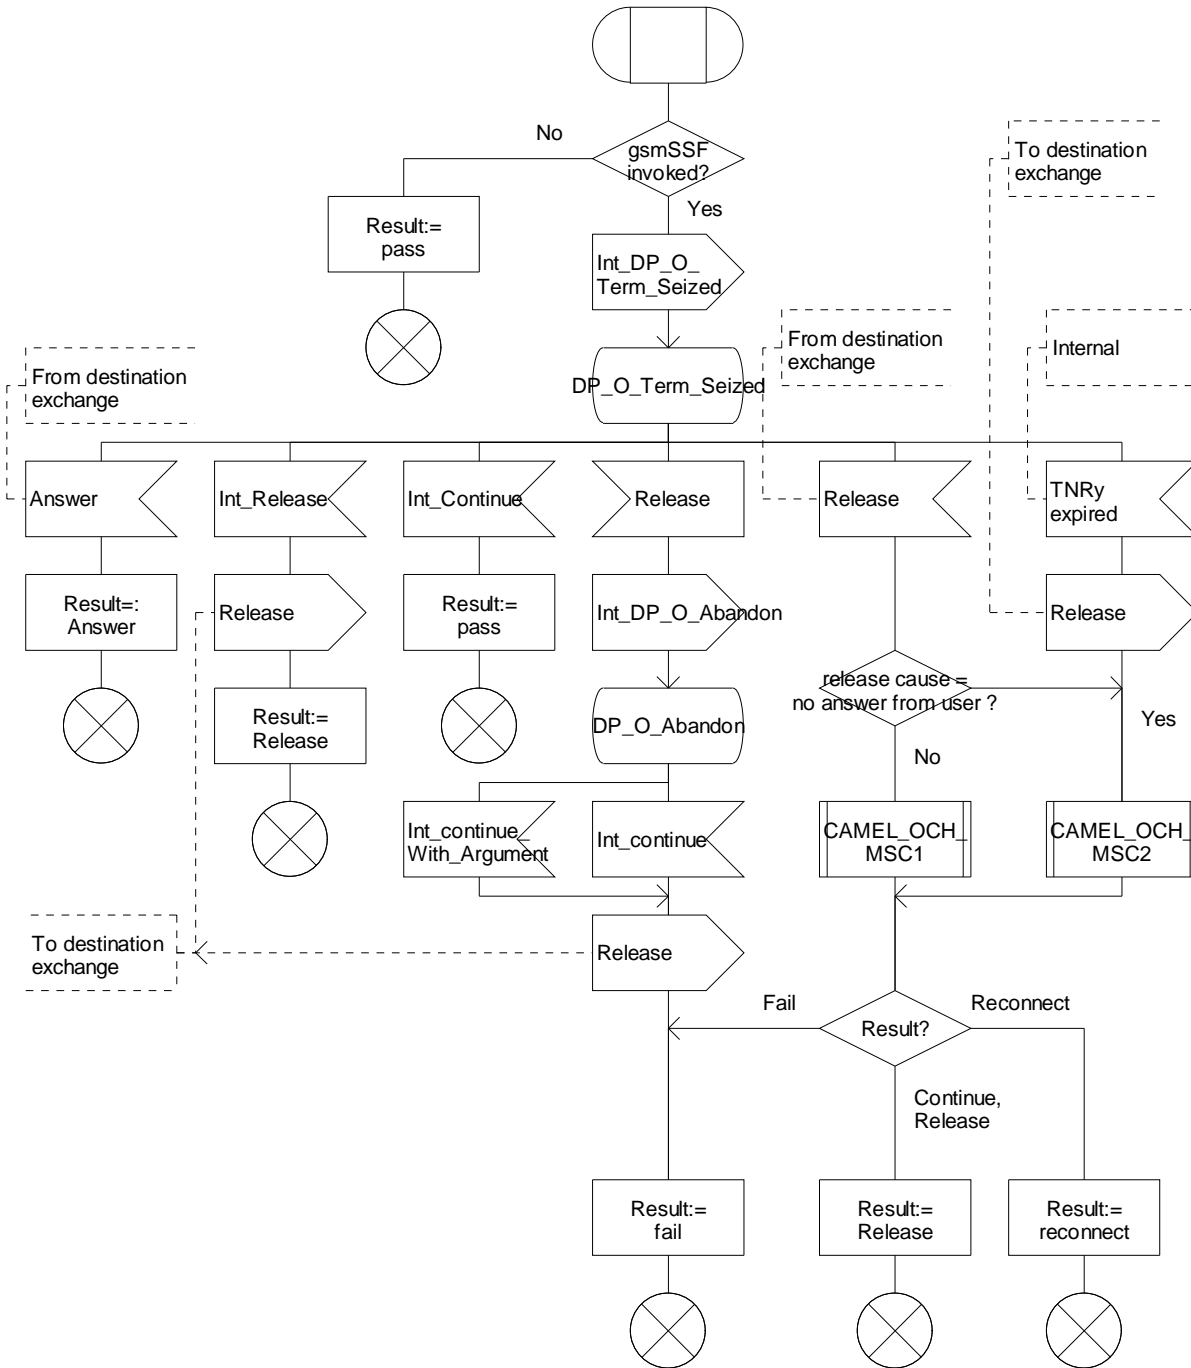 No
gsmSSF
invoked?
To destination
exchange
Yes
Result:=
pass
Int_DP_O_
Term_Seized
From destination
exchange
DP_O_Term_Seized
From destination
exchange
Internal
Answer
Int_Release
Int_Continue
Release
Release
TNRy
expired
Result=:
Answer
Release
Result:=
pass
Int_DP_O_Abandon
Release
release cause =
no answer from user ?
Result:=
Release
DP_O_Abandon
Yes
No
Int_continue_
With_Argument
Int_continue
CAMEL_OCH_
MSC1
CAMEL_OCH_
MSC2
To destination
exchange
Release
Fail
Reconnect
Result?
Continue,
Release
Result:=
fail
Result:=
Release
Result:=
reconnect